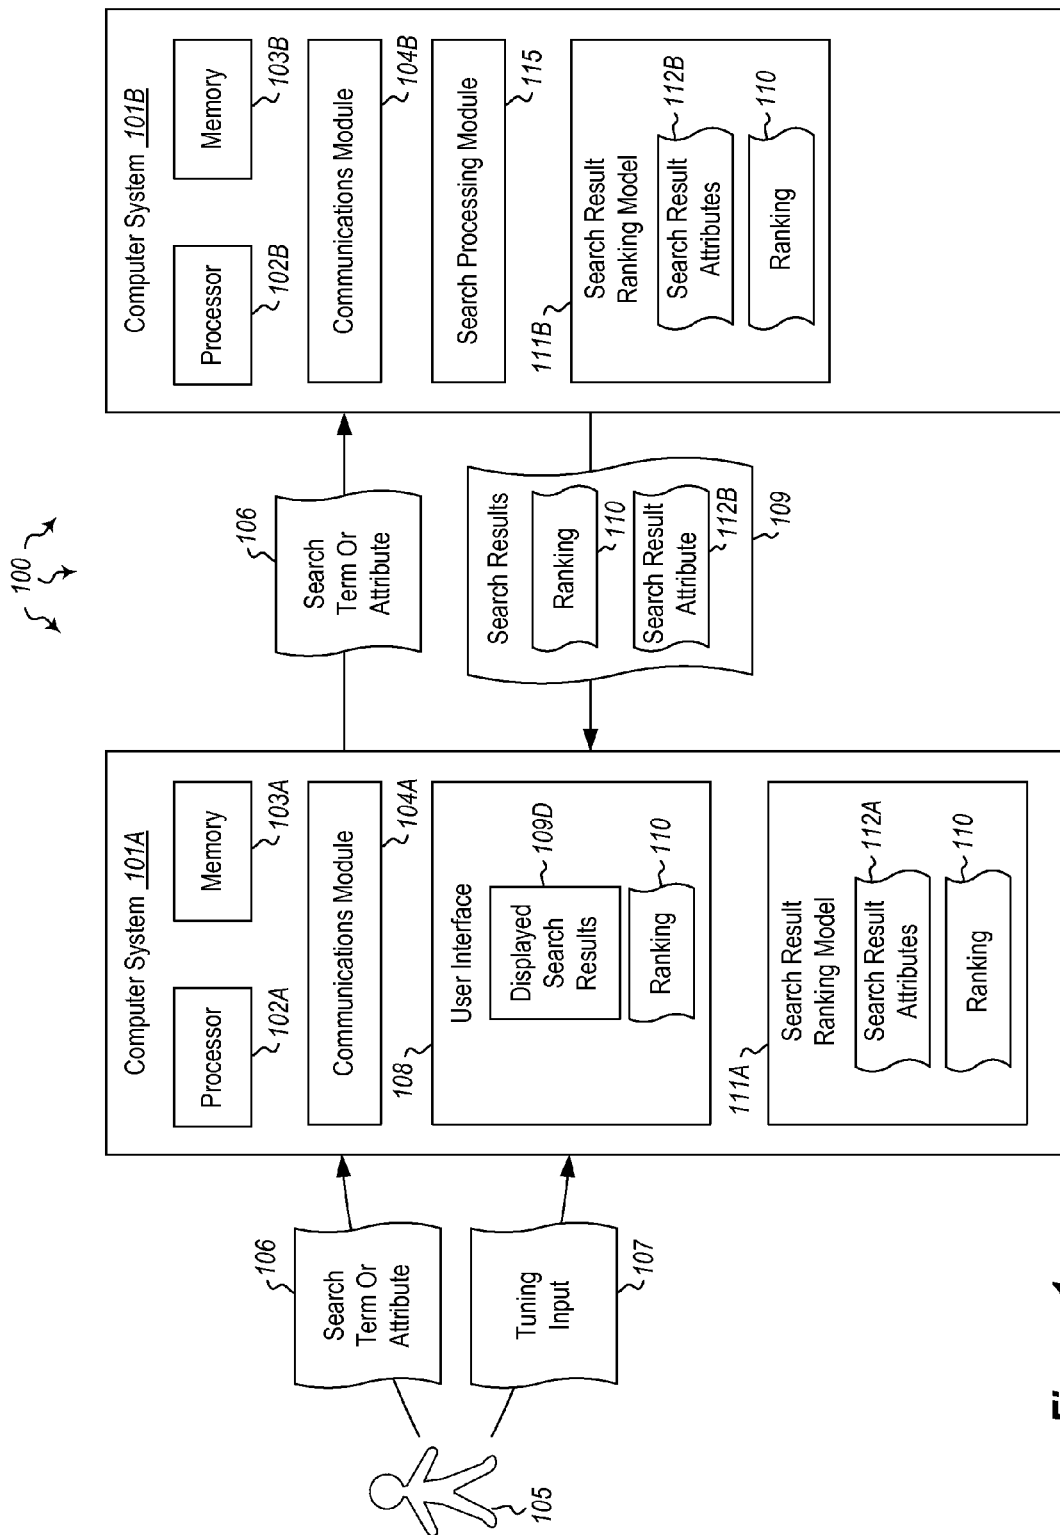 100
Computer System 101A
Processor
102A
Memory
103A
Communications Module
104A
108
User Interface
Displayed
Search
Results
109D
Ranking
110
111A
Search Result
Ranking Model
Search Result
Attributes
112A
Ranking
110
105
106
Search
Term Or
Attribute
Tuning
Input
107
106
Search
Term Or
Attribute
Search Results
Ranking
110
Search Result
Attribute
112B
109
Computer System 101B
Processor
102B
Memory
103B
Communications Module
104B
Search Processing Module
115
111B
Search Result
Ranking Model
Search Result
Attributes
112B
Ranking
110